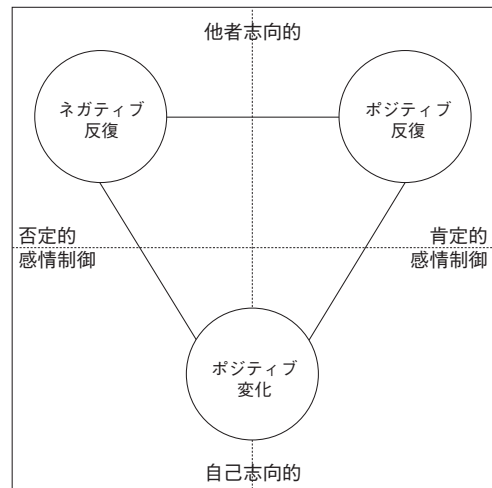 他者志向的
ネガティブ
反復
ポジティブ
反復
否定的
感情制御
肯定的
感情制御
ポジティブ
変化
自己志向的